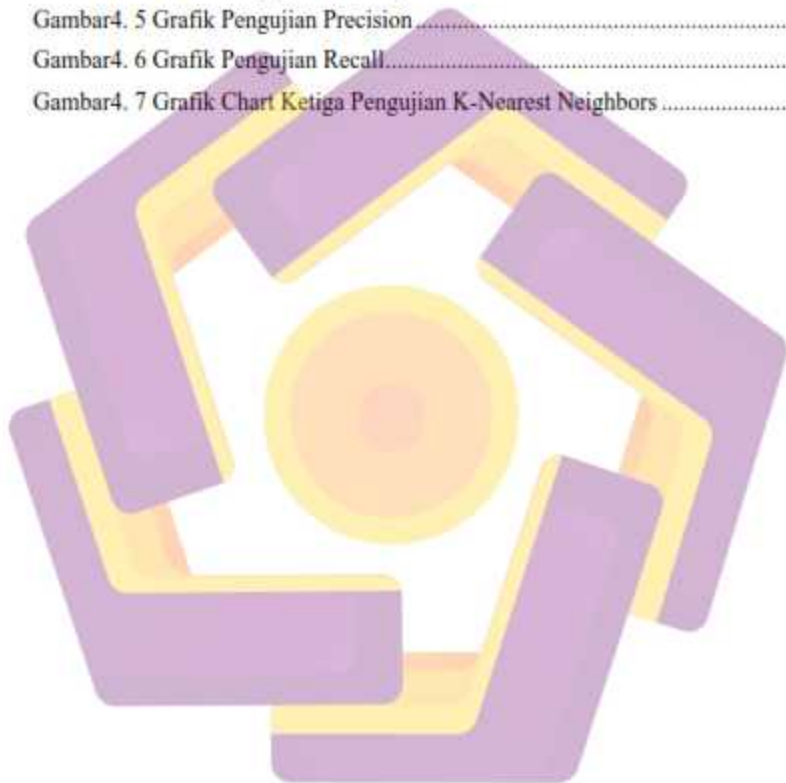 Gambar4. 5 Grafik Pengujian Precision
Gambar4. 6 Grafik Pengujian Recall
Gambar4. 7 Grafik Chart Ketiga Pengujian K-Nearest Neighbors